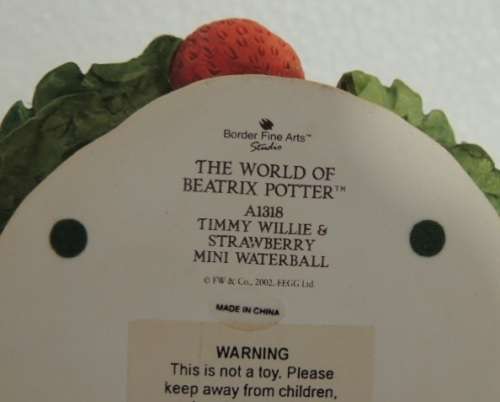 Border Fine Arts™
Studio
THE WORLD OF
BEATRIX POTTER™
A1318
TIMMY WILLIE &
STRAWBERRY
MINI WATERBALL
© FW & Co., 2002. FEGG Ltd.
MADE IN CHINA
WARNING
This is not a toy. Please
keep away from children,